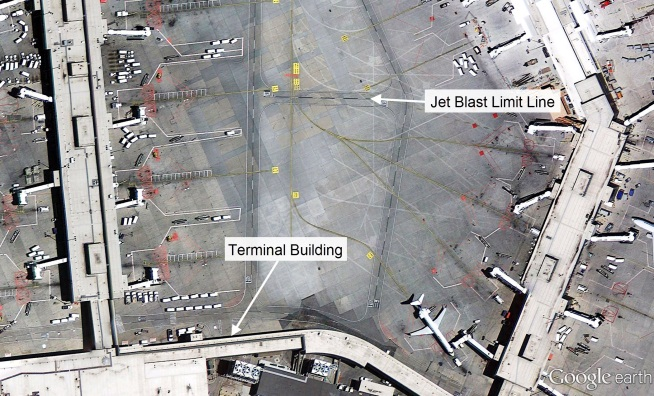 Jet Blast Limit Line
Terminal Building
Google earth